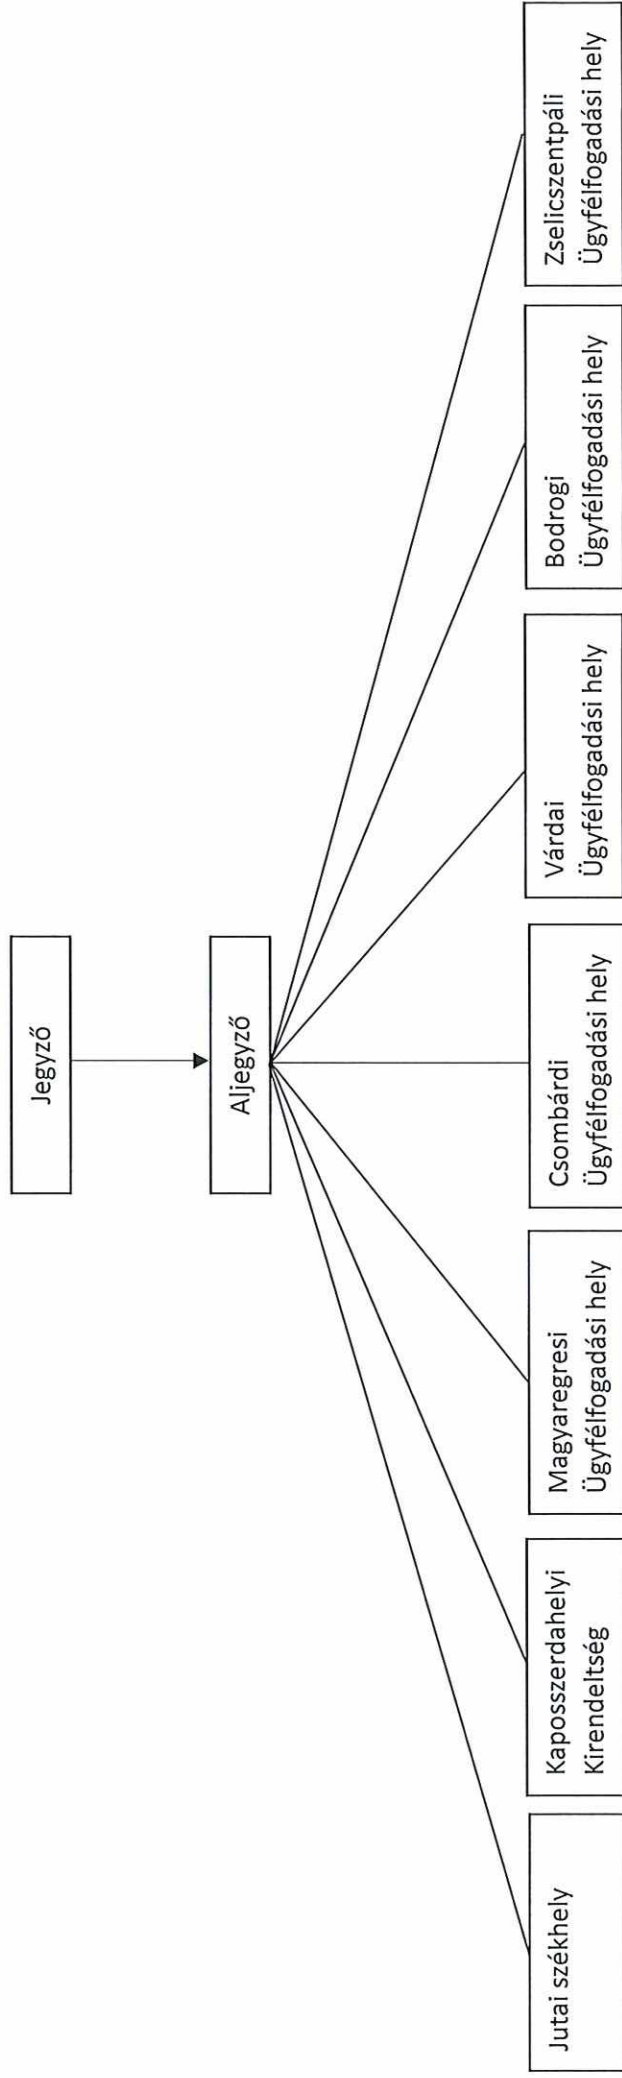 Jegyző
Aljegyző
Jutai székhely
Kaposszerdahelyi
Kirendeltség
Magyaregresi
Ügyfélfogadási hely
Csombárdi
Ügyfélfogadási hely
Várdai
Ügyfélfogadási hely
Bodrogi
Ügyfélfogadási hely
Zselicszentpáli
Ügyfélfogadási hely